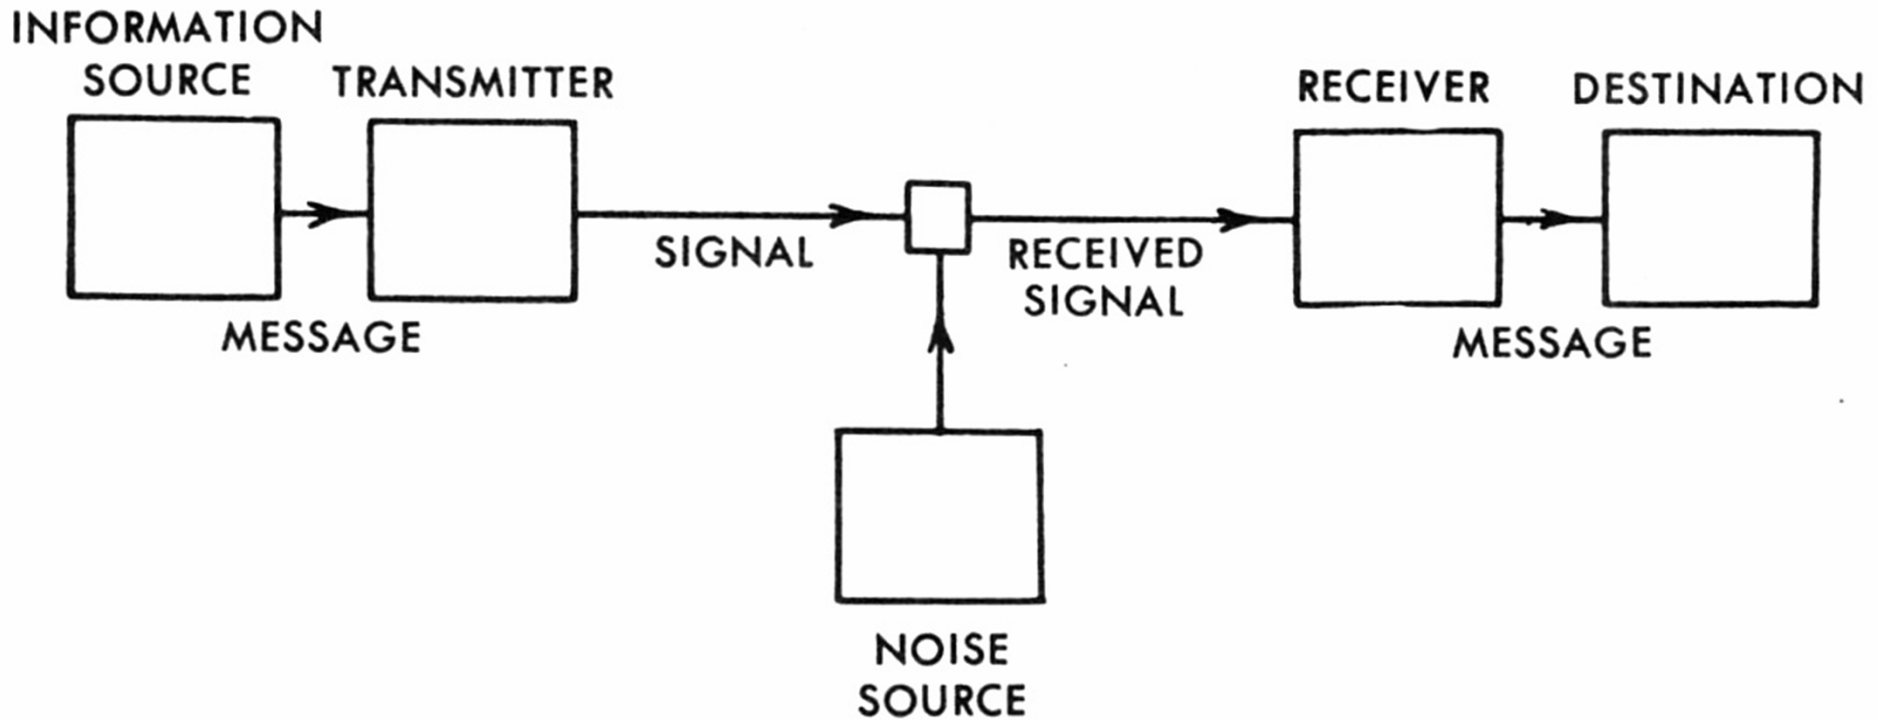 INFORMATION
SOURCE
TRANSMITTER
RECEIVER
DESTINATION
SIGNAL
RECEIVED
SIGNAL
MESSAGE
MESSAGE
NOISE
SOURCE